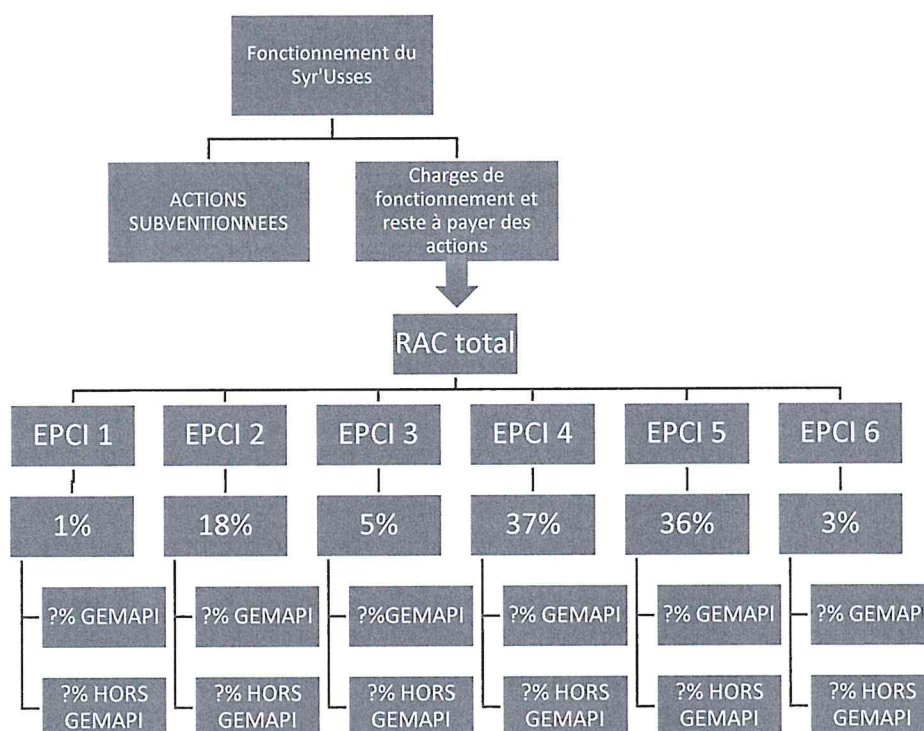 Fonctionnement du
Syr'Usses
ACTIONS
SUBVENTIONNEES
Charges de
fonctionnement et
reste à payer des
actions
RAC total
EPCI 1
EPCI 2
EPCI 3
EPCI 4
EPCI 5
EPCI 6
1%
18%
5%
37%
36%
3%
?% GEMAPI
?% GEMAPI
?%GEMAPI
?% GEMAPI
?% GEMAPI
?% GEMAPI
?% HORS
GEMAPI
?% HORS
GEMAPI
?% HORS
GEMAPI
?% HORS
GEMAPI
?% HORS
GEMAPI
?% HORS
GEMAPI